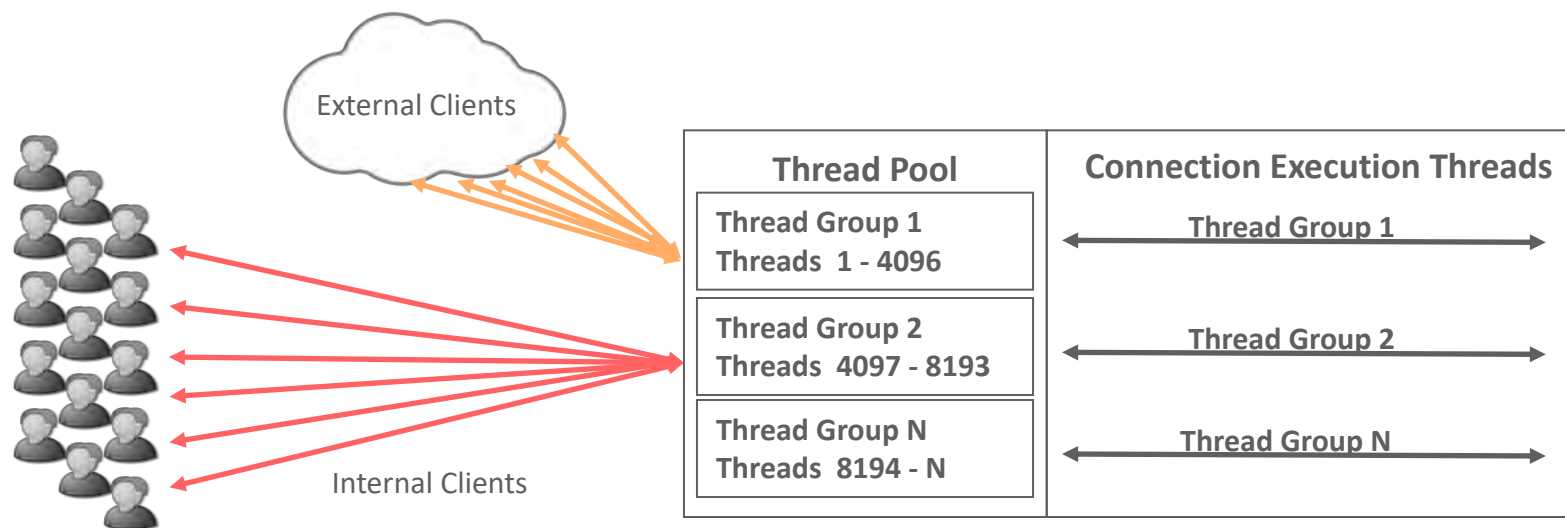 External Clients
Internal Clients
Thread Pool
Thread Group 1
Threads 1 - 4096
Thread Group 2
Threads 4097 - 8193
Thread Group N
Threads 8194 - N
Connection Execution Threads
Thread Group 1
Thread Group 2
Thread Group N